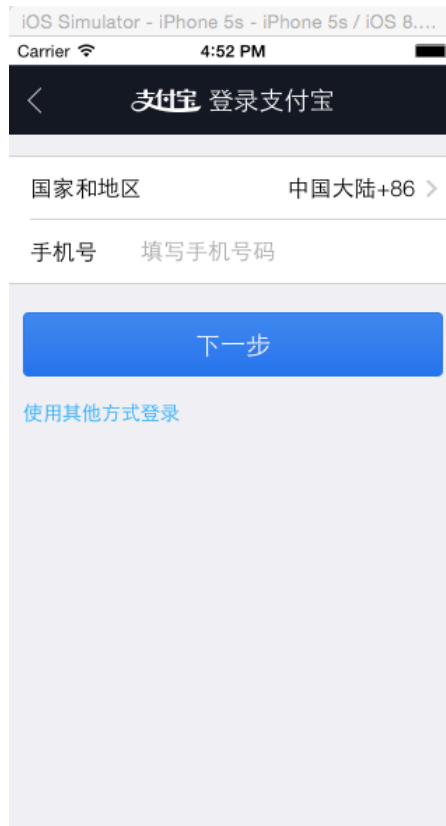 iOS Simulator - iPhone 5s - iPhone 5s / iOS 8....
Carrier 4:52 PM
支付宝 登录支付宝
国家和地区 中国大陆+86
手机号 填写手机号码
下一步
使用其他方式登录